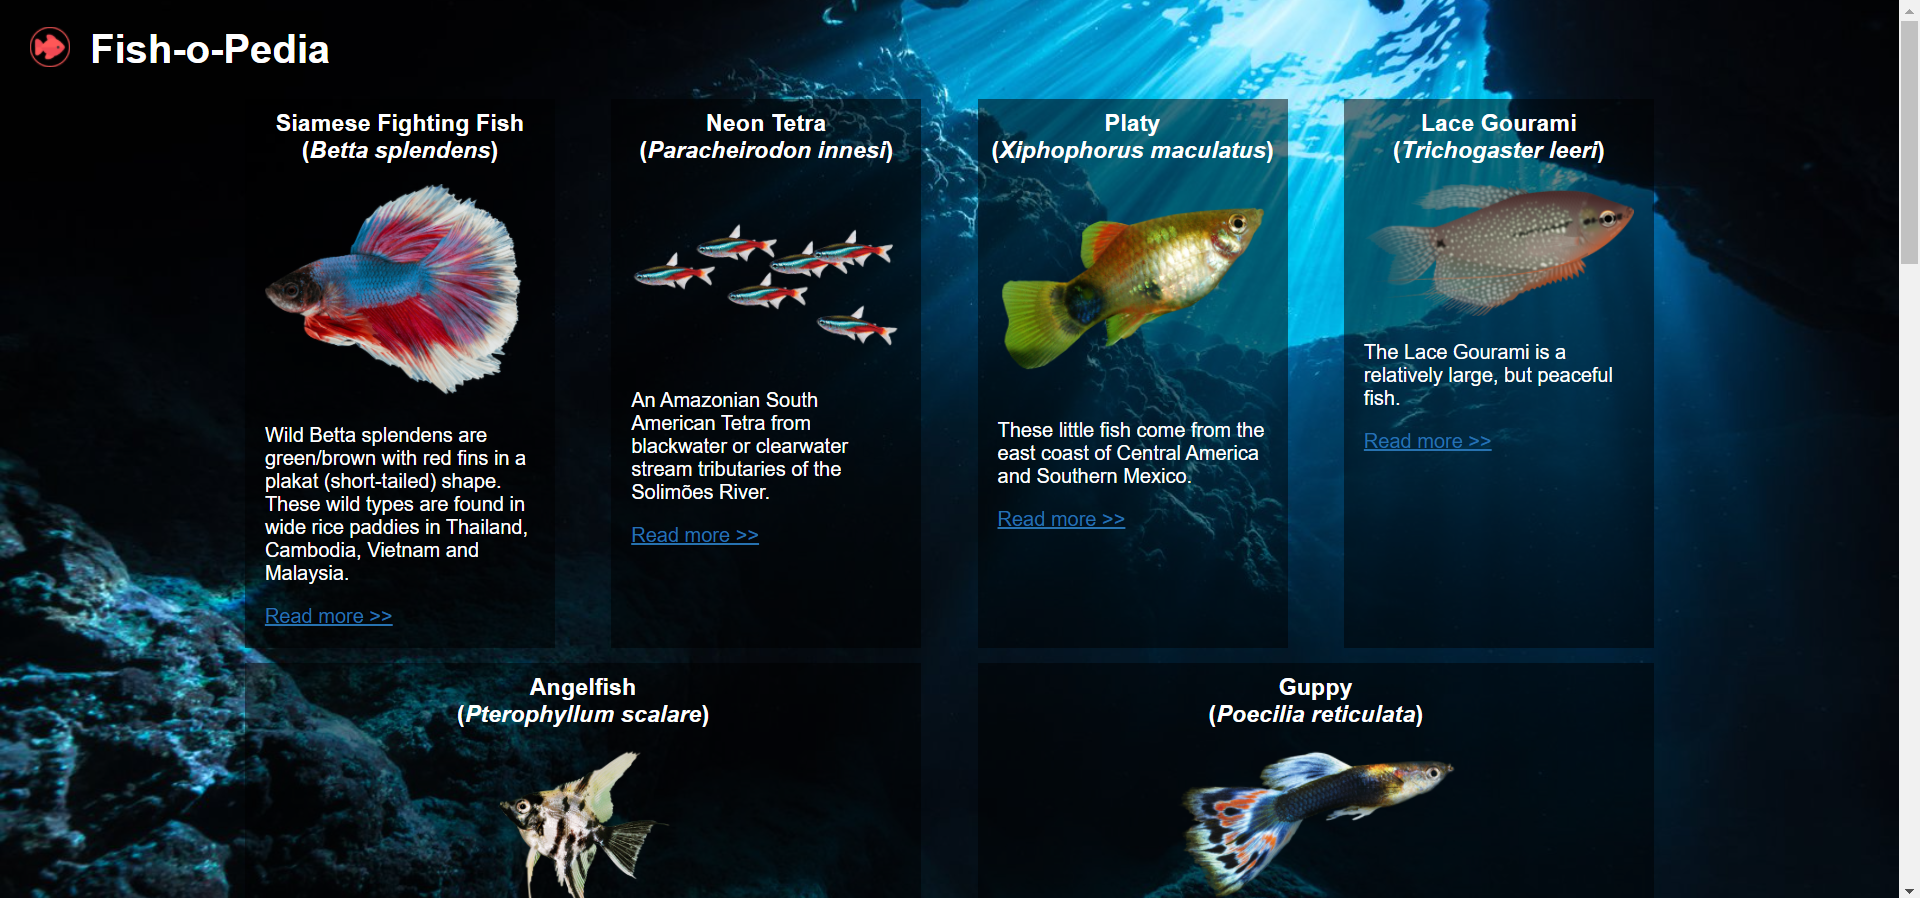 Fish-o-Pedia
Siamese Fighting Fish
(Betta splendens)
Wild Betta splendens are
green/brown with red fins in a
plakat (short-tailed) shape.
These wild types are found in
wide rice paddies in Thailand,
Cambodia, Vietnam and
Malaysia.
Read more >>
Neon Tetra
(Paracheirodon innesi)
An Amazonian South
American Tetra from
blackwater or clearwater
stream tributaries of the
Solimões River.
Read more >>
Platy
(Xiphophorus maculatus)
These little fish come from the
east coast of Central America
and Southern Mexico.
Read more >>
Lace Gourami
(Trichogaster leeri)
The Lace Gourami is a
relatively large, but peaceful
fish.
Read more >>
Angelfish
(Pterophyllum scalare)
Guppy
(Poecilia reticulata)